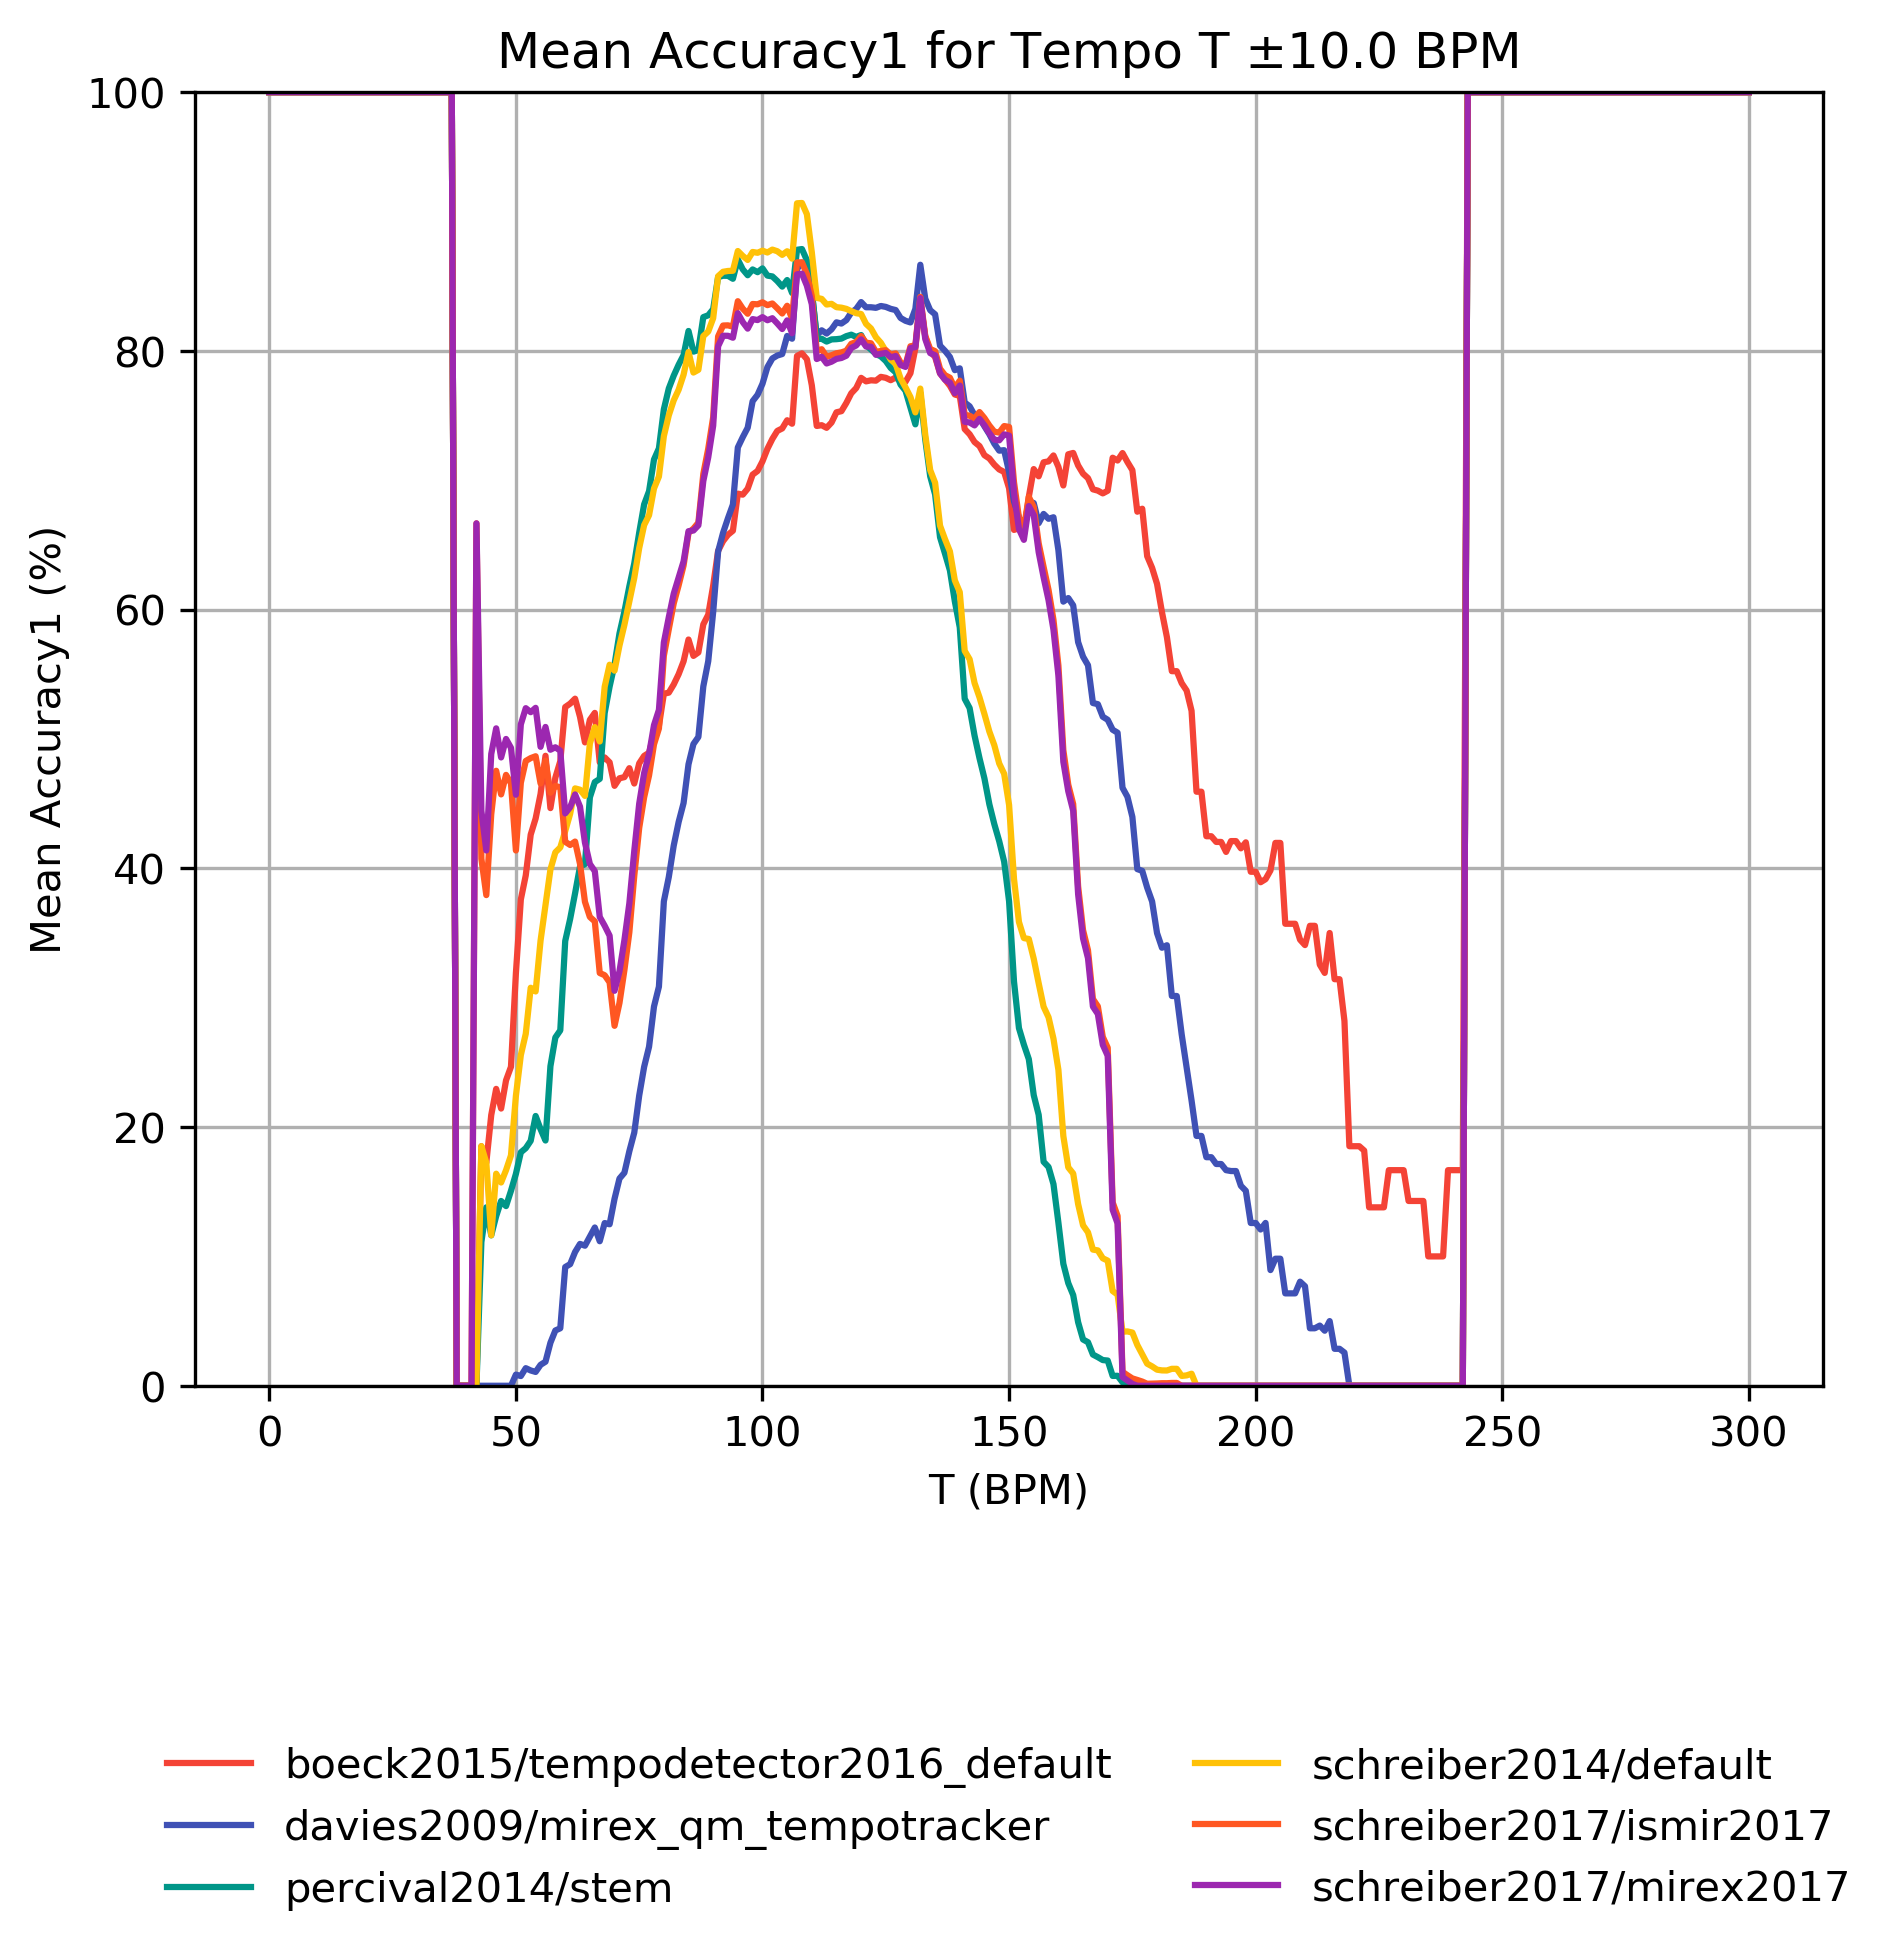 Mean Accuracy1 for Tempo T ±10.0 BPM
100
80
60
40
20
0
Mean Accuracy1 (%)
0 50 100 150 200 250 300
T (BPM)
boeck2015/tempodetector2016_default
davies2009/mirex_qm_tempotracker
percival2014/stem
schreiber2014/default
schreiber2017/ismir2017
schreiber2017/mirex2017